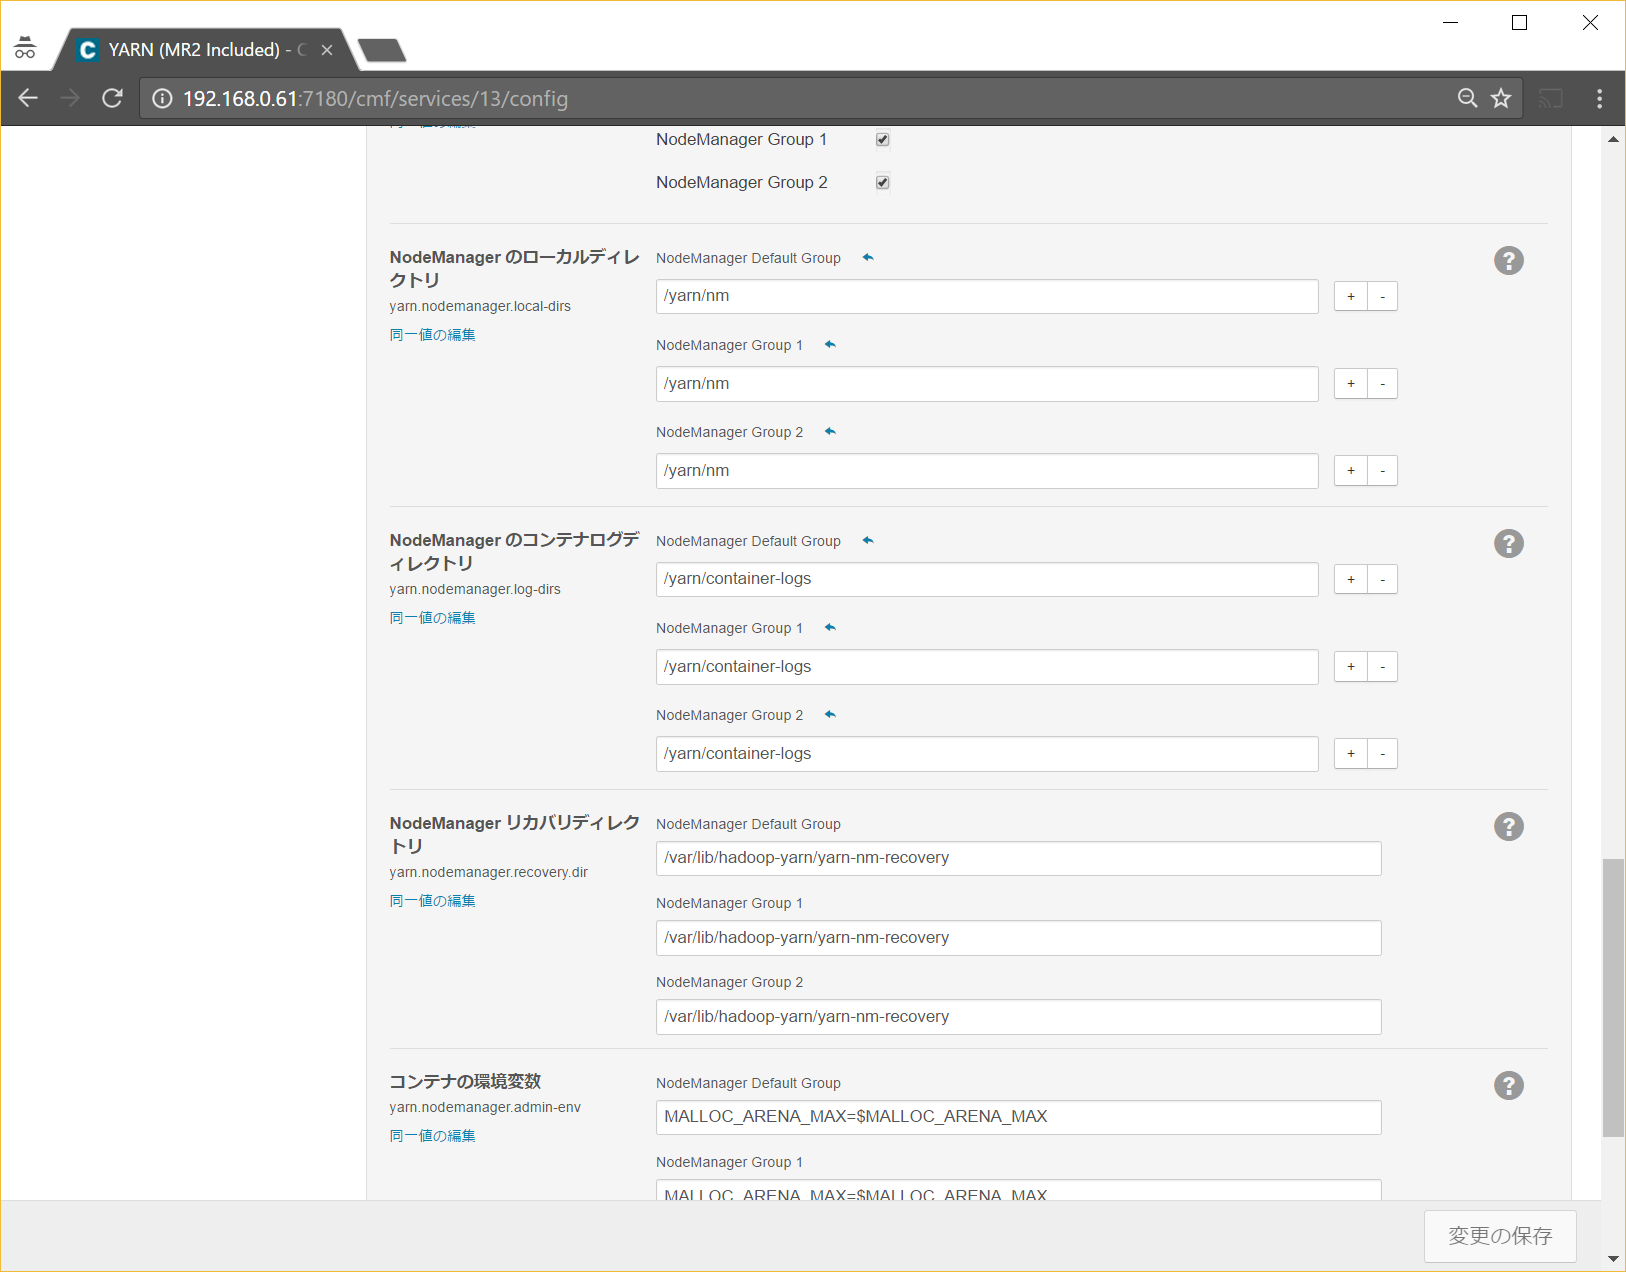 YARN (MR2 Included) - C
192.168.0.61:7180/cmf/services/13/config
同一値の編集
NodeManager Group 1
NodeManager Group 2
NodeManager のローカルディレ
クトリ
yarn.nodemanager.local-dirs
同一値の編集
NodeManager Default Group
/yarn/nm
+ -
NodeManager Group 1
/yarn/nm
+ -
NodeManager Group 2
/yarn/nm
+ -
?
NodeManager のコンテナログデ
ィレクトリ
yarn.nodemanager.log-dirs
同一値の編集
NodeManager Default Group
/yarn/container-logs
+ -
NodeManager Group 1
/yarn/container-logs
+ -
NodeManager Group 2
/yarn/container-logs
+ -
?
NodeManager リカバリディレク
トリ
yarn.nodemanager.recovery.dir
同一値の編集
NodeManager Default Group
/var/lib/hadoop-yarn/yarn-nm-recovery
NodeManager Group 1
/var/lib/hadoop-yarn/yarn-nm-recovery
NodeManager Group 2
/var/lib/hadoop-yarn/yarn-nm-recovery
?
コンテナの環境変数
yarn.nodemanager.admin-env
同一値の編集
NodeManager Default Group
MALLOC_ARENA_MAX=$MALLOC_ARENA_MAX
NodeManager Group 1
MALLOC_ARENA_MAX=$MALLOC_ARENA_MAX
?
変更の保存